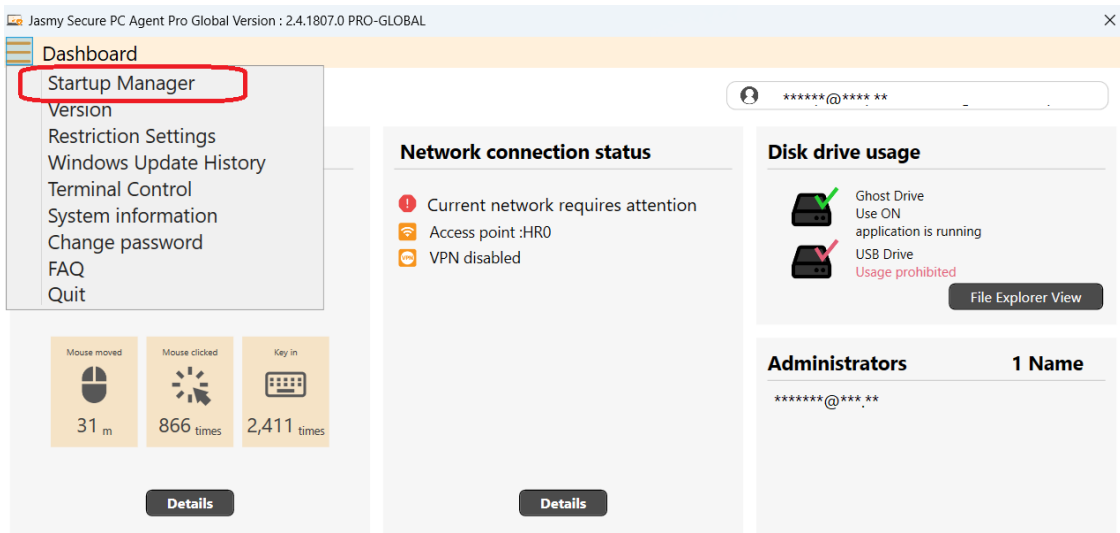 Jasmy Secure PC Agent Pro Global Version : 2.4.1807.0 PRO-GLOBAL
Dashboard
Startup Manager
Version
Restriction Settings
Windows Update History
Terminal Control
System information
Change password
FAQ
Quit
******@****.**
Network connection status
Current network requires attention
Access point :HR0
VPN disabled
Disk drive usage
Ghost Drive
Use ON
application is running
USB Drive
Usage prohibited
File Explorer View
Mouse moved
31 m
Mouse clicked
866 times
Key in
2,411 times
Details
Details
Administrators
1 Name
*******@***.**